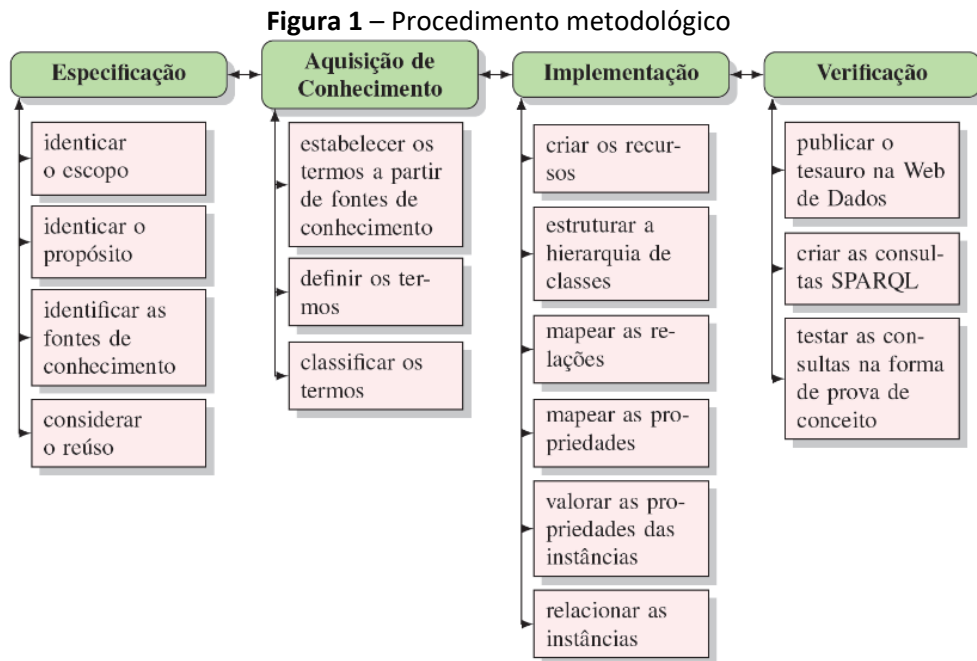 Figura 1 – Procedimento metodológico
Especificação
identicar
o escopo
identicar o
propósito
identificar as
fontes de
conhecimento
considerar
o reúso
Aquisição de
Conhecimento
estabelecer os
termos a partir
de fontes de
conhecimento
definir os ter-
mos
classificar os
termos
Implementação
criar os recur-
sos
estruturar a
hierarquia de
classes
mapear as re-
lações
mapear as pro-
priedades
valorar as pro-
priedades das
instâncias
relacionar as
instâncias
Verificação
publicar o
tesauro na Web
de Dados
criar as consul-
tas SPARQL
testar as con-
sultas na forma
de prova de
conceito